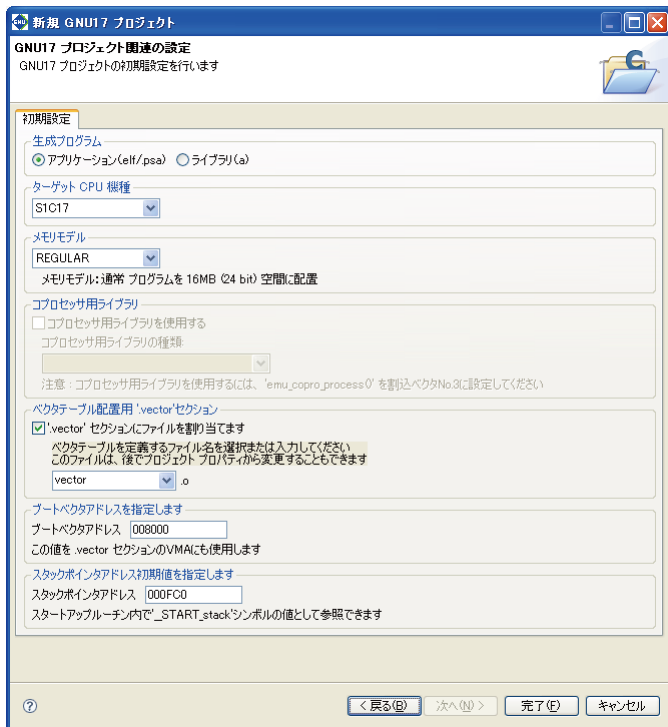 新規 GNU17 プロジェクト
GNU17 プロジェクト関連の設定
GNU17 プロジェクトの初期設定を行います
初期設定
生成プログラム
アプリケーション(elf/.psa) ライブラリ(a)
ターゲット CPU 機種
S1C17
メモリモデル
REGULAR
メモリモデル: 通常 プログラムを 16MB (24 bit) 空間に配置
コプロセッサ用ライブラリ
コプロセッサ用ライブラリを使用する
コプロセッサ用ライブラリの種類:
注意 : コプロセッサ用ライブラリを使用するには、'emu_copro_process()' を割込ベクタNo.3に設定してください
ベクタテーブル配置用 '.vector'セクション
'.vector' セクションにファイルを割り当てます
ベクタテーブルを定義するファイル名を選択または入力してください
このファイルは、後でプロジェクト プロパティから変更することもできます
vector .o
ブートベクタアドレスを指定します
ブートベクタアドレス 008000
この値を .vector セクションのVMAにも使用します
スタックポインタアドレス初期値を指定します
スタックポインタアドレス 000FC0
スタートアップルーチン内で'__START_stack'シンボルの値として参照できます
< 戻る(B) 次へ(N) > 完了(F) キャンセル